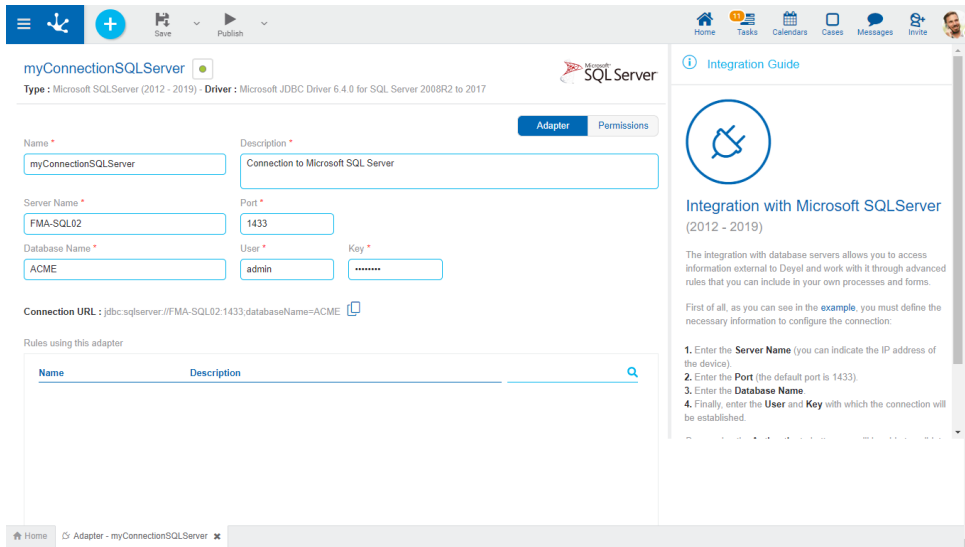 Save
Publish
11
Home
Tasks
Calendars
Cases
Messages
Invite
myConnectionSQLServer
Type : Microsoft SQLServer (2012 - 2019) - Driver : Microsoft JDBC Driver 6.4.0 for SQL Server 2008R2 to 2017
Microsoft
SQL Server
Adapter
Permissions
Name *
Description *
myConnectionSQLServer
Connection to Microsoft SQL Server
Server Name *
Port *
FMA-SQL02
1433
Database Name *
User *
Key *
ACME
admin
••••••••
Connection URL : jdbc:sqlserver://FMA-SQL02:1433;databaseName=ACME
Rules using this adapter
Name
Description
Integration Guide
Integration with Microsoft SQLServer
(2012 - 2019)
The integration with database servers allows you to access
information external to Deyel and work with it through advanced
rules that you can include in your own processes and forms.
First of all, as you can see in the example, you must define the
necessary information to configure the connection:
1. Enter the Server Name (you can indicate the IP address of
the device).
2. Enter the Port (the default port is 1433).
3. Enter the Database Name.
4. Finally, enter the User and Key with which the connection will
be established.
Home
Adapter - myConnectionSQLServer